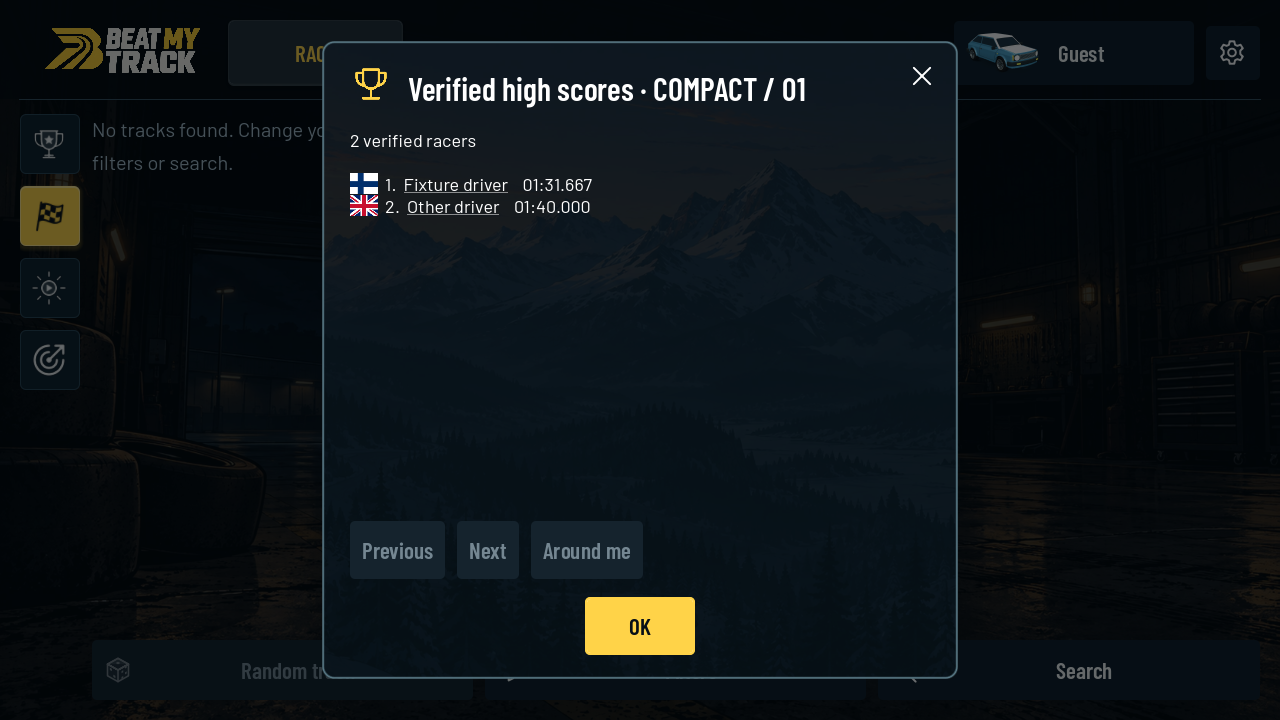 BEAT MY TRACK
RAC
Guest
Verified high scores · COMPACT / 01
No tracks found. Change yo
filters or search.
2 verified racers
1. Fixture driver 01:31.667
2. Other driver 01:40.000
Previous
Next
Around me
OK
Random tr
Search